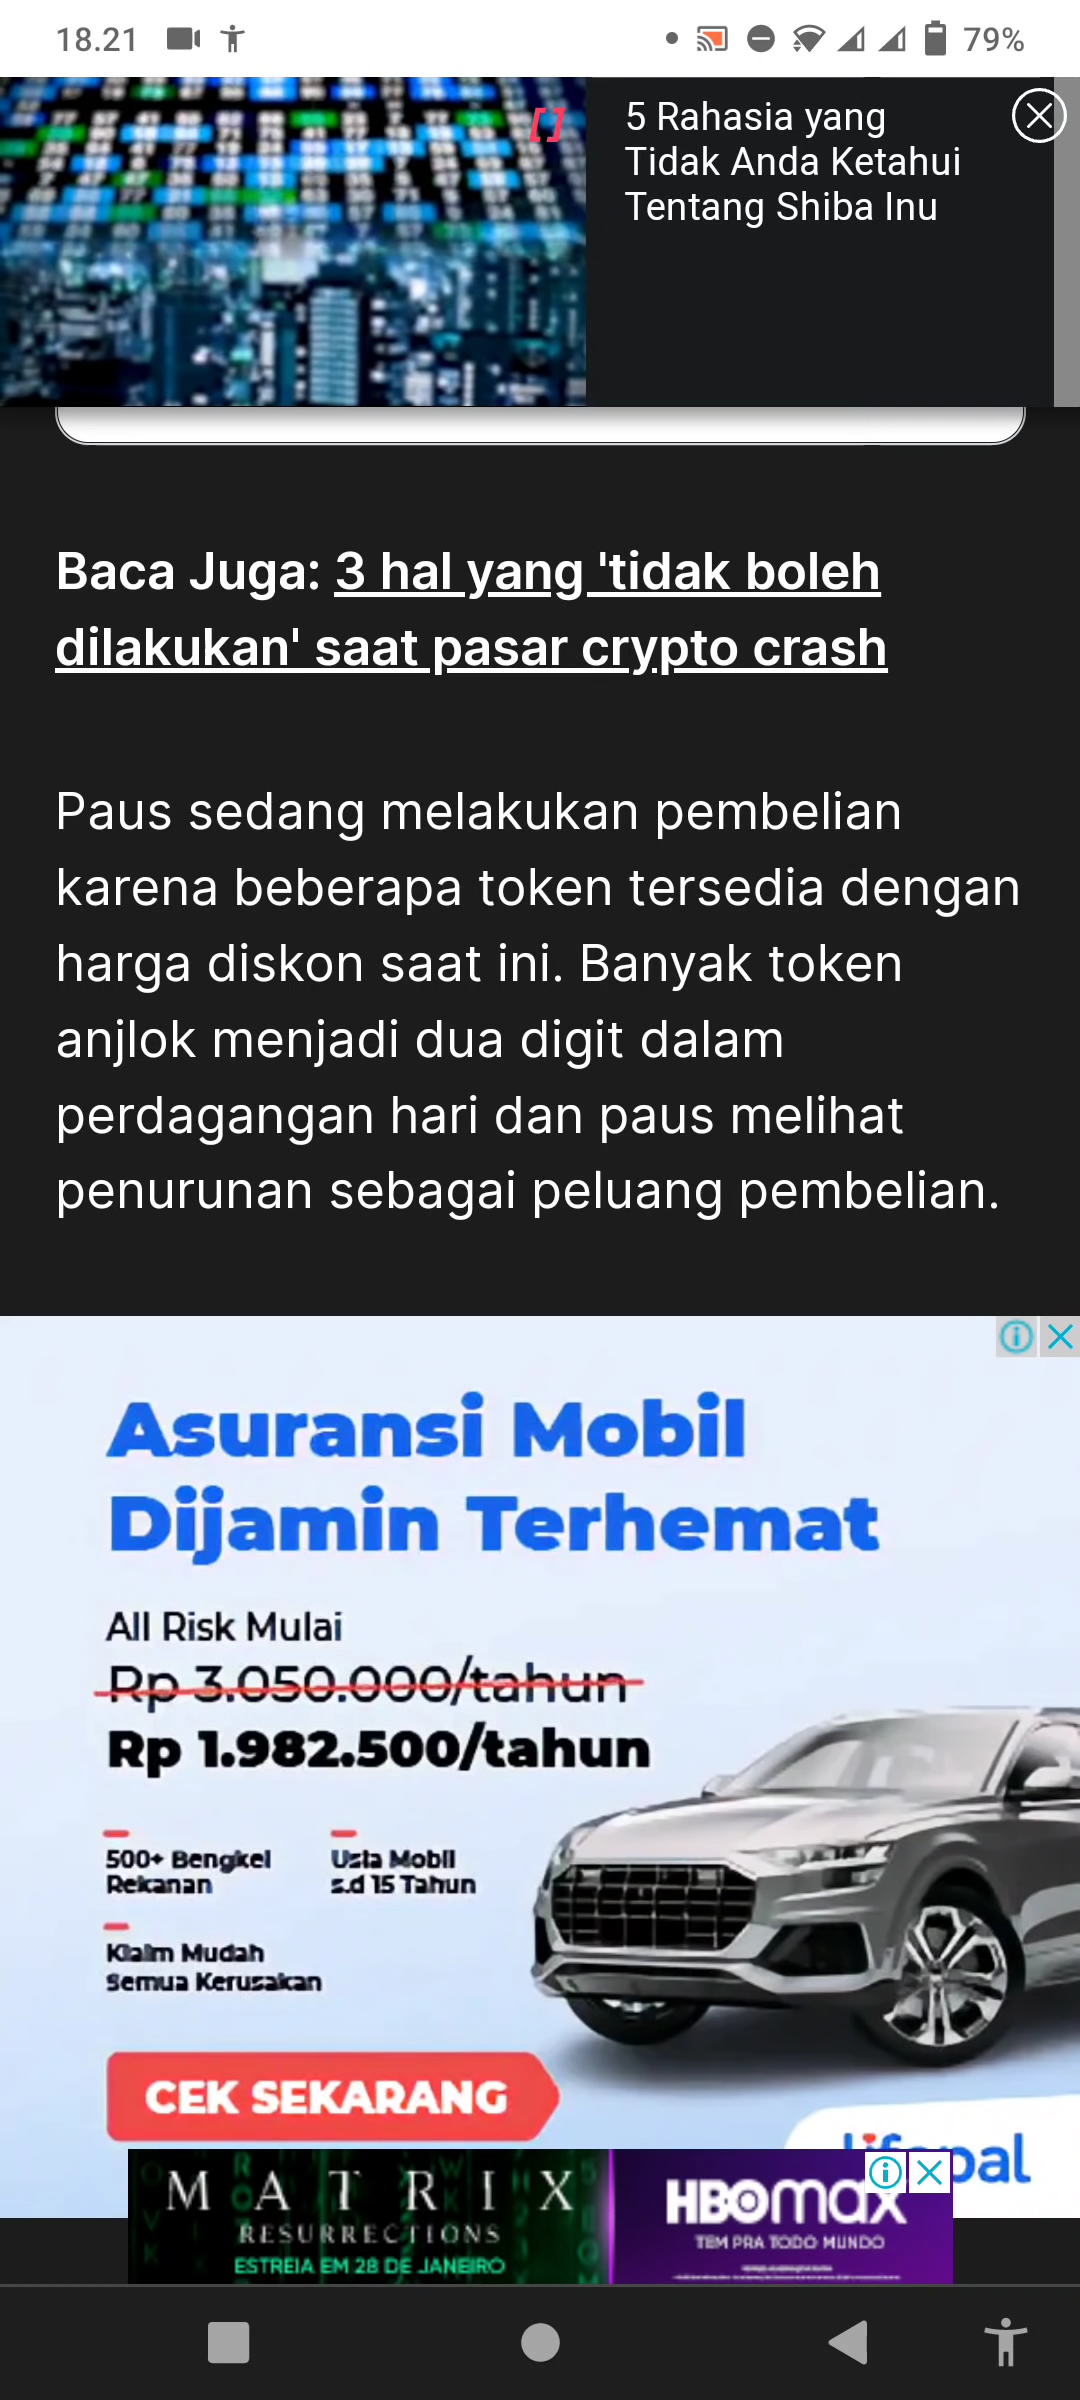 18.21
79%
5 Rahasia yang
Tidak Anda Ketahui
Tentang Shiba Inu
Baca Juga: 3 hal yang 'tidak boleh
dilakukan' saat pasar crypto crash
Paus sedang melakukan pembelian
karena beberapa token tersedia dengan
harga diskon saat ini. Banyak token
anjlok menjadi dua digit dalam
perdagangan hari dan paus melihat
penurunan sebagai peluang pembelian.
Asuransi Mobil
Dijamin Terhemat
All Risk Mulai
Rp 3.050.000/tahun
Rp 1.982.500/tahun
500+ Bengkel
Rekanan
Usia Mobil
s.d 15 Tahun
Klaim Mudah
Semua Kerusakan
CEK SEKARANG
MATRIX
RESURRECTIONS
ESTREIA EM 28 DE JANEIRO
HBOmax
TEM PRA TODO MUNDO